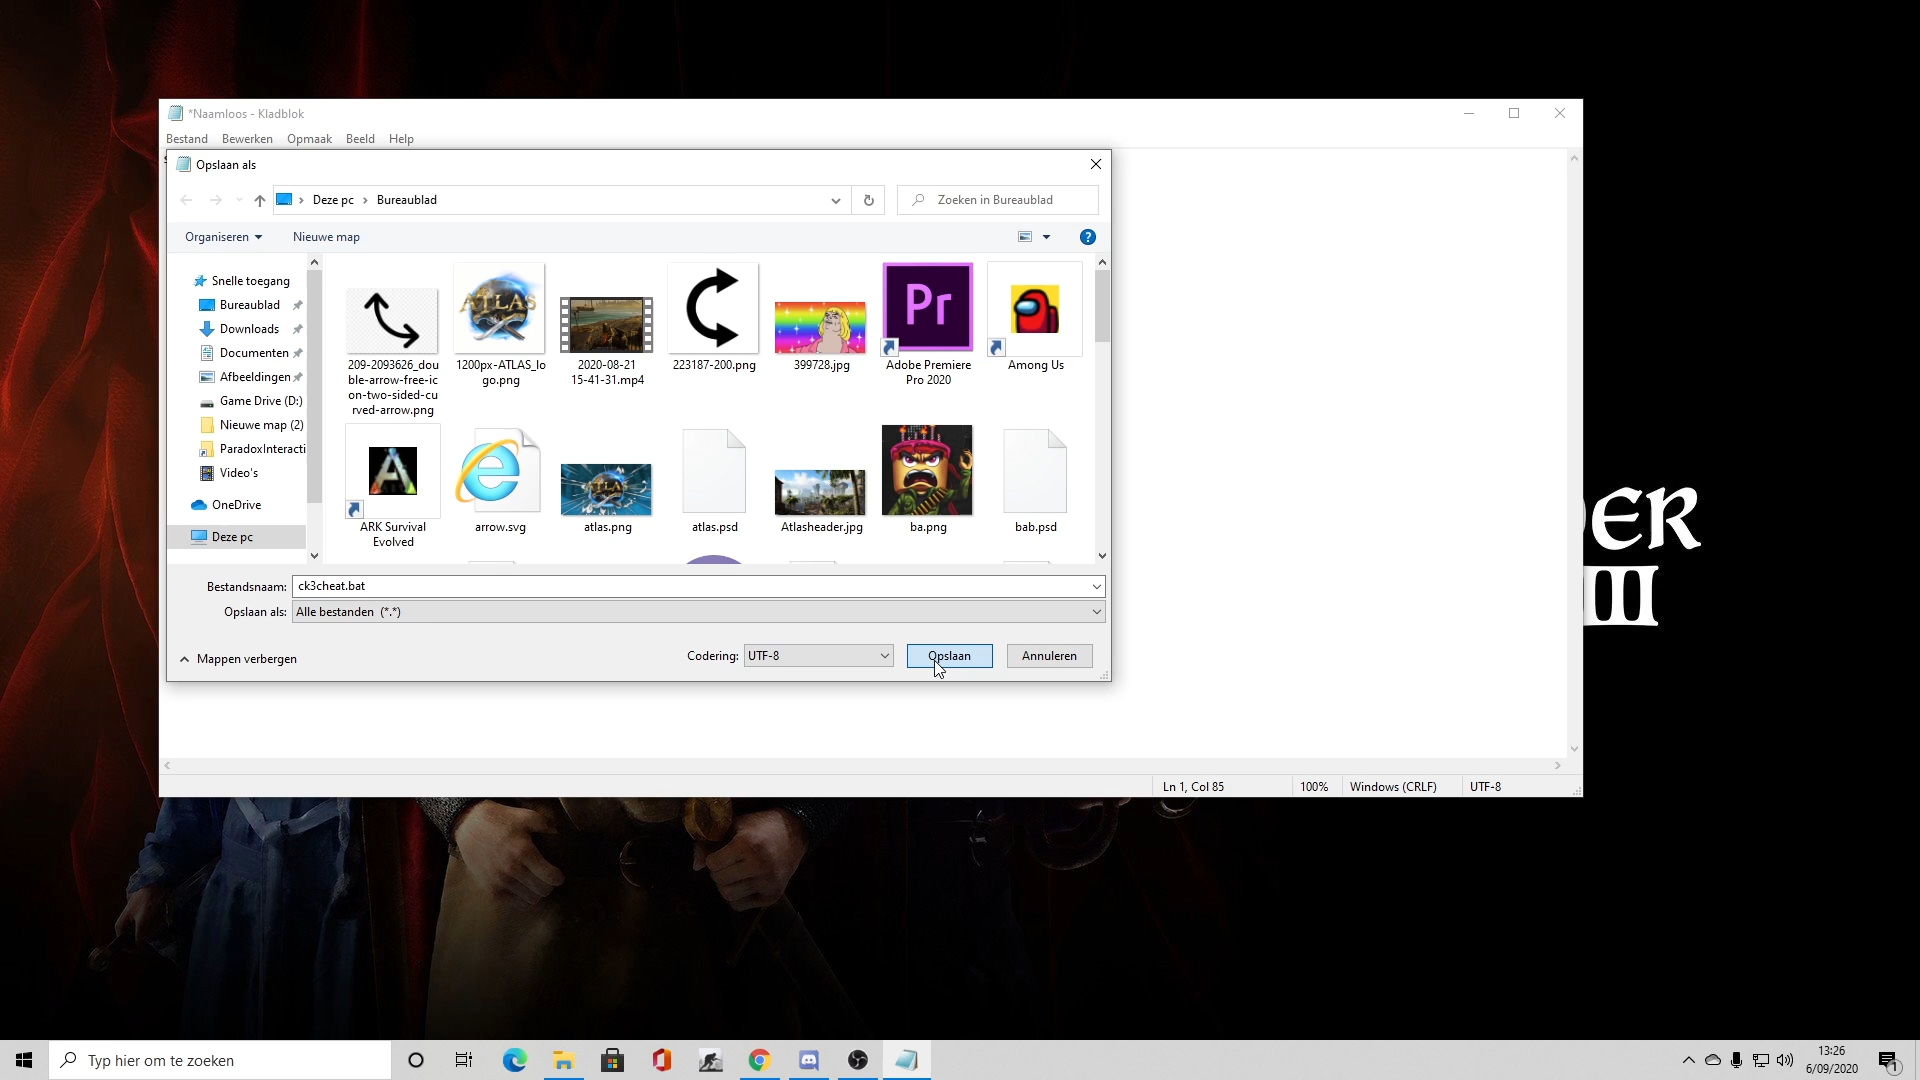 *Naamloos - Kladblok
Bestand Bewerken Opmaak Beeld Help
Opslaan als
Deze pc Bureaublad
Zoeken in Bureaublad
Organiseren Nieuwe map
Snelle toegang
Bureaublad
Downloads
Documenten
Afbeeldingen
Game Drive (D:)
Nieuwe map (2)
ParadoxInteracti
Video's
OneDrive
Deze pc
ATLAS
Pr
209-2093626_dou
ble-arrow-free-ic
on-two-sided-cu
rved-arrow.png
1200px-ATLAS_lo
go.png
2020-08-21
15-41-31.mp4
223187-200.png
399728.jpg
Adobe Premiere
Pro 2020
Among Us
ATLAS
ARK Survival
Evolved
arrow.svg
atlas.png
atlas.psd
Atlasheader.jpg
ba.png
bab.psd
Bestandsnaam: ck3cheat.bat
Opslaan als: Alle bestanden (*.*)
Mappen verbergen
Codering: UTF-8
Opslaan Annuleren
DER
III
Ln 1, Col 85 100% Windows (CRLF) UTF-8
Typ hier om te zoeken
13:26
6/09/2020
1